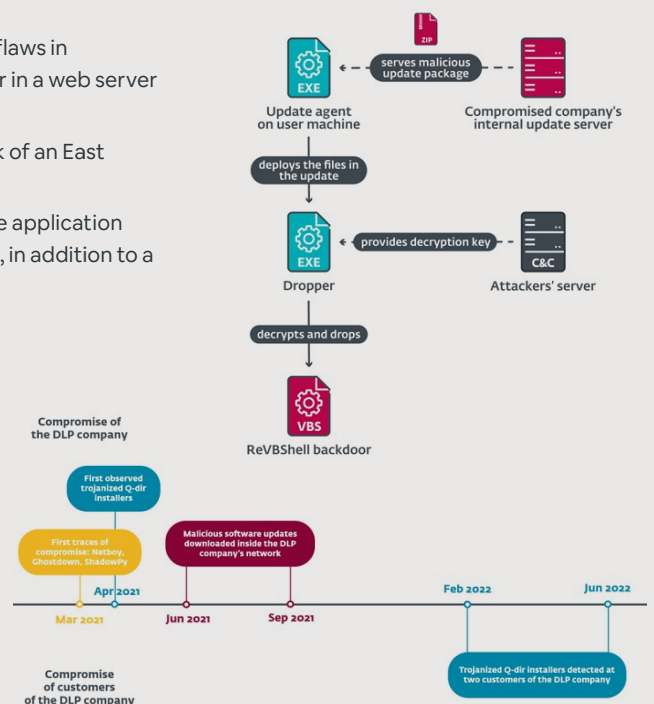 flaws in
r in a web server
k of an East
e application
, in addition to a
ZIP
EXE
serves malicious
update package
Update agent
on user machine
Compromised company's
internal update server
deploys the files in
the update
EXE
provides decryption key
C&C
Dropper
Attackers' server
decrypts and drops
VBS
ReVBShell backdoor
Compromise of
the DLP company
First observed
trojanized Q-dir
installers
First traces of
compromise: Netboy,
Ghostdown, ShadowPy
Malicious software updates
downloaded inside the DLP
company's network
Mar 2021
Apr 2021
Jun 2021
Sep 2021
Feb 2022
Jun 2022
Trojanized Q-dir installers detected at
two customers of the DLP company
Compromise
of customers
of the DLP company